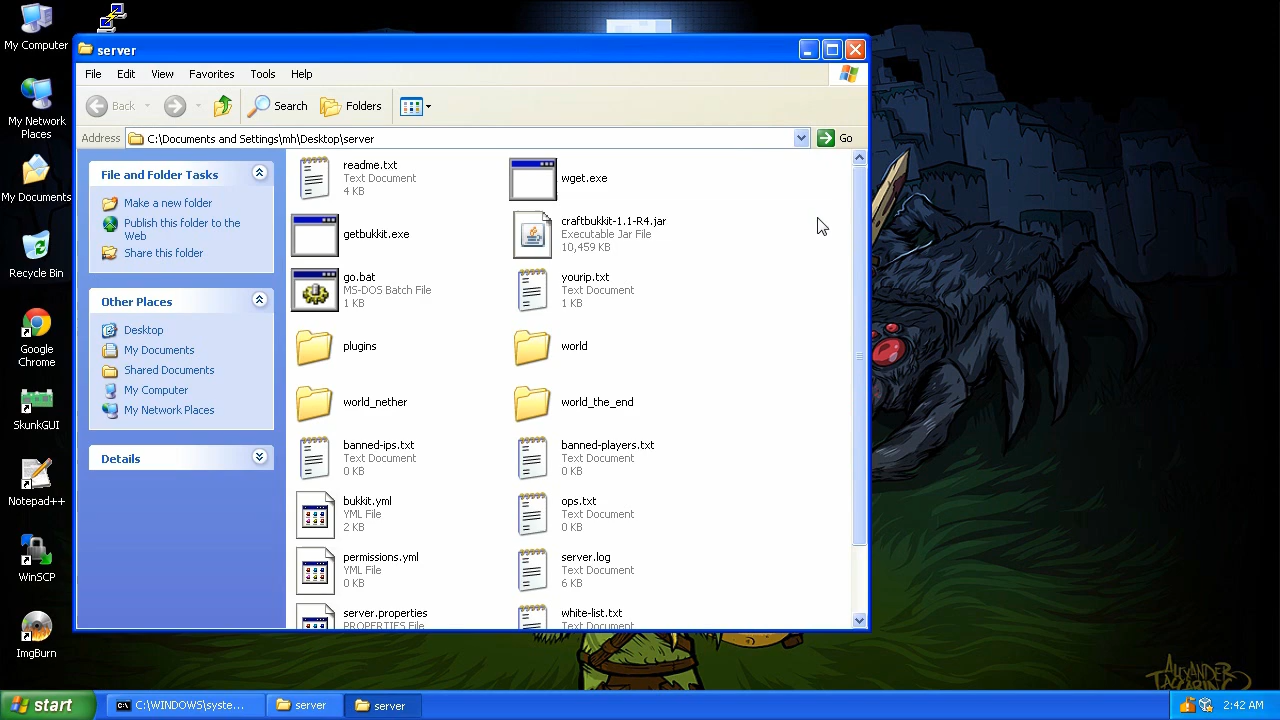 My Computer
My Network
Places
My Documents
Recycle Bin
Google
Chrome
SkunkGUI
Notepad++
WinSCP
ImgBurn
server
File
Favorites
Tools
Help
Back
Search
Folders
Address
C:\Documents and Settings\mh\Desktop\server
Go
File and Folder Tasks
Make a new folder
Publish this folder to the
Web
Share this folder
Other Places
Desktop
My Documents
Shared Documents
My Computer
My Network Places
Details
readme.txt
Text Document
4 KB
wget.exe
getbukkit.exe
craftbukkit-1.1-R4.jar
Executable Jar File
10,459 KB
go.bat
MS-DOS Batch File
1 KB
yourip.txt
Text Document
1 KB
plugins
world
world_nether
world_the_end
banned-ips.txt
Text Document
0 KB
banned-players.txt
Text Document
0 KB
bukkit.yml
YML File
2 KB
ops.txt
Text Document
0 KB
permissions.yml
YML File
0 KB
server.log
Text Document
6 KB
server.properties
PROPERTIES File
white-list.txt
Text Document
ALEXANDER
start
C:\WINDOWS\syste...
server
server
2:42 AM